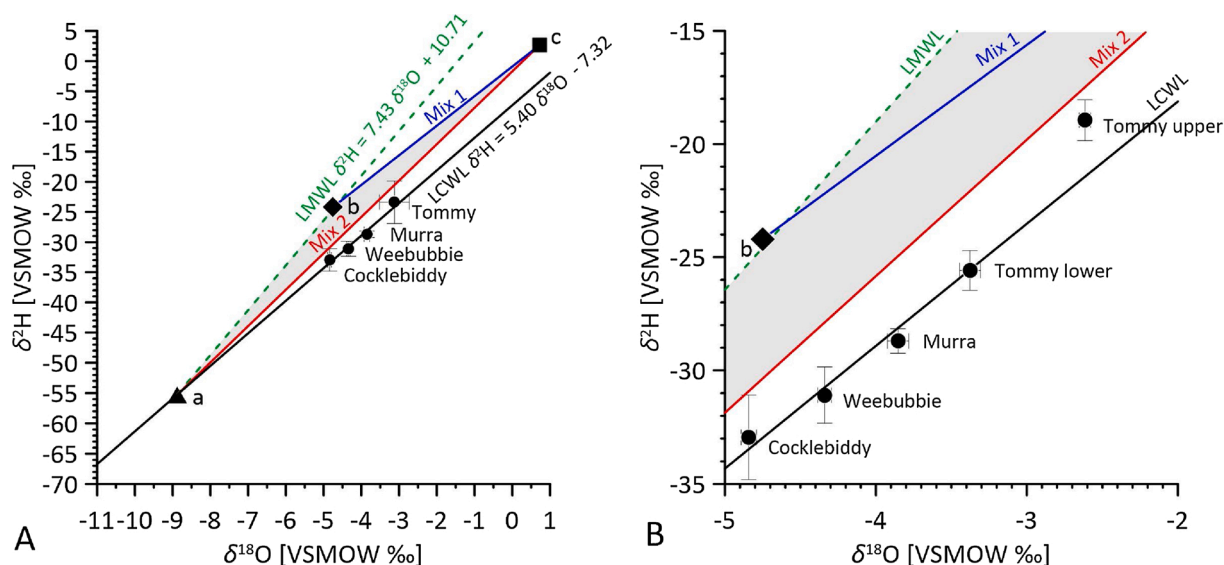 5
0
-5
-10
-15
-20
-25
-30
-35
-40
-45
-50
-55
-60
-65
-70
δ²H [VSMOW ‰]
-11
-10
-9
-8
-7
-6
-5
-4
-3
-2
-1
0
1
δ¹⁸O [VSMOW ‰]
A
LMWL δ²H = 7.43 δ¹⁸O + 10.71
Mix 1
c
LCWL δ²H = 5.40 δ¹⁸O - 7.32
b
Mix 2
Tommy
Murra
Weebubbie
Cocklebiddy
a
-15
-20
-25
-30
-35
δ²H [VSMOW ‰]
-5
-4
-3
-2
δ¹⁸O [VSMOW ‰]
B
LMWL
Mix 1
Mix 2
LCWL
Tommy upper
b
Tommy lower
Murra
Weebubbie
Cocklebiddy